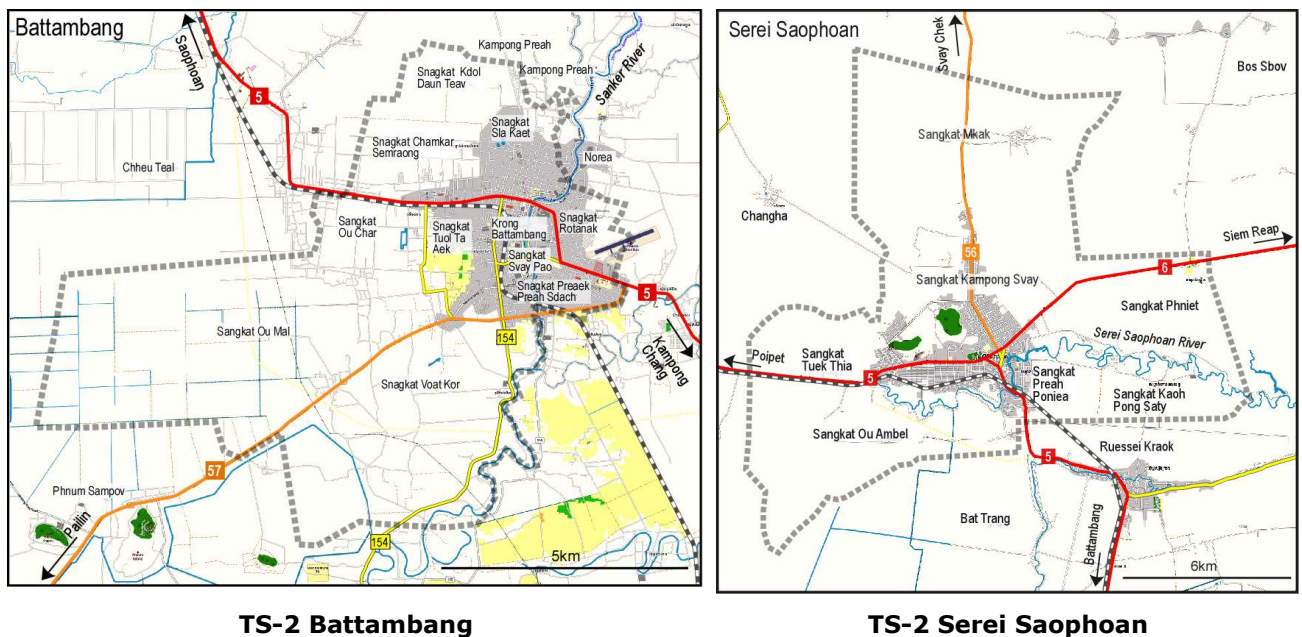 Battambang
Saophoan
5
Kampong Preah
Snagkat Kdol
Daun Teav
Kampong Preah
Sanker River
Snagkat
Sla Kaet
Snagkat Chamkar
Semraong
Norea
Chheu Teal
Sangkat
Ou Char
Snagkat
Tuol Ta
Aek
Krong
Battambang
Snagkat
Rotanak
Sangkat
Svay Pao
Snagkat Preaek
Preah Sdach
5
Kampong
Chang
Sangkat Ou Mal
154
Snagkat Voat Kor
57
Phnum Sampov
Pailin
154
5km
Serei Saophoan
Svay Chek
Bos Sbov
Sangkat Mkak
Changha
Siem Reap
56
6
Sangkat Kampong Svay
Sangkat Phniet
Serei Saophoan River
Poipet
Sangkat
Tuek Thia
5
Sangkat
Preah
Poniea
Sangkat Kaoh
Pong Saty
Sangkat Ou Ambel
Ruessei Kraok
5
Bat Trang
Battambang
6km
TS-2 Battambang
TS-2 Serei Saophoan